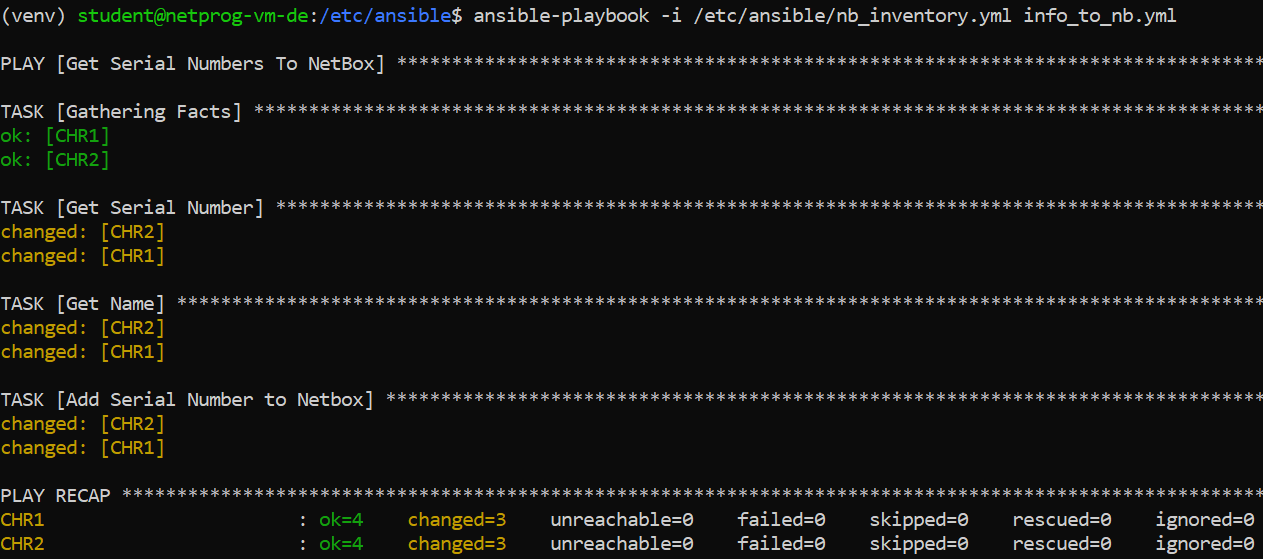 (venv) student@netprog-vm-de:/etc/ansible$ ansible-playbook -i /etc/ansible/nb_inventory.yml info_to_nb.yml
PLAY [Get Serial Numbers To NetBox] *******************************************************************************
TASK [Gathering Facts] ********************************************************************************************
ok: [CHR1]
ok: [CHR2]
TASK [Get Serial Number] ******************************************************************************************
changed: [CHR2]
changed: [CHR1]
TASK [Get Name] ***************************************************************************************************
changed: [CHR2]
changed: [CHR1]
TASK [Add Serial Number to Netbox] ********************************************************************************
changed: [CHR2]
changed: [CHR1]
PLAY RECAP ********************************************************************************************************
CHR1                       : ok=4    changed=3    unreachable=0    failed=0    skipped=0    rescued=0    ignored=0
CHR2                       : ok=4    changed=3    unreachable=0    failed=0    skipped=0    rescued=0    ignored=0